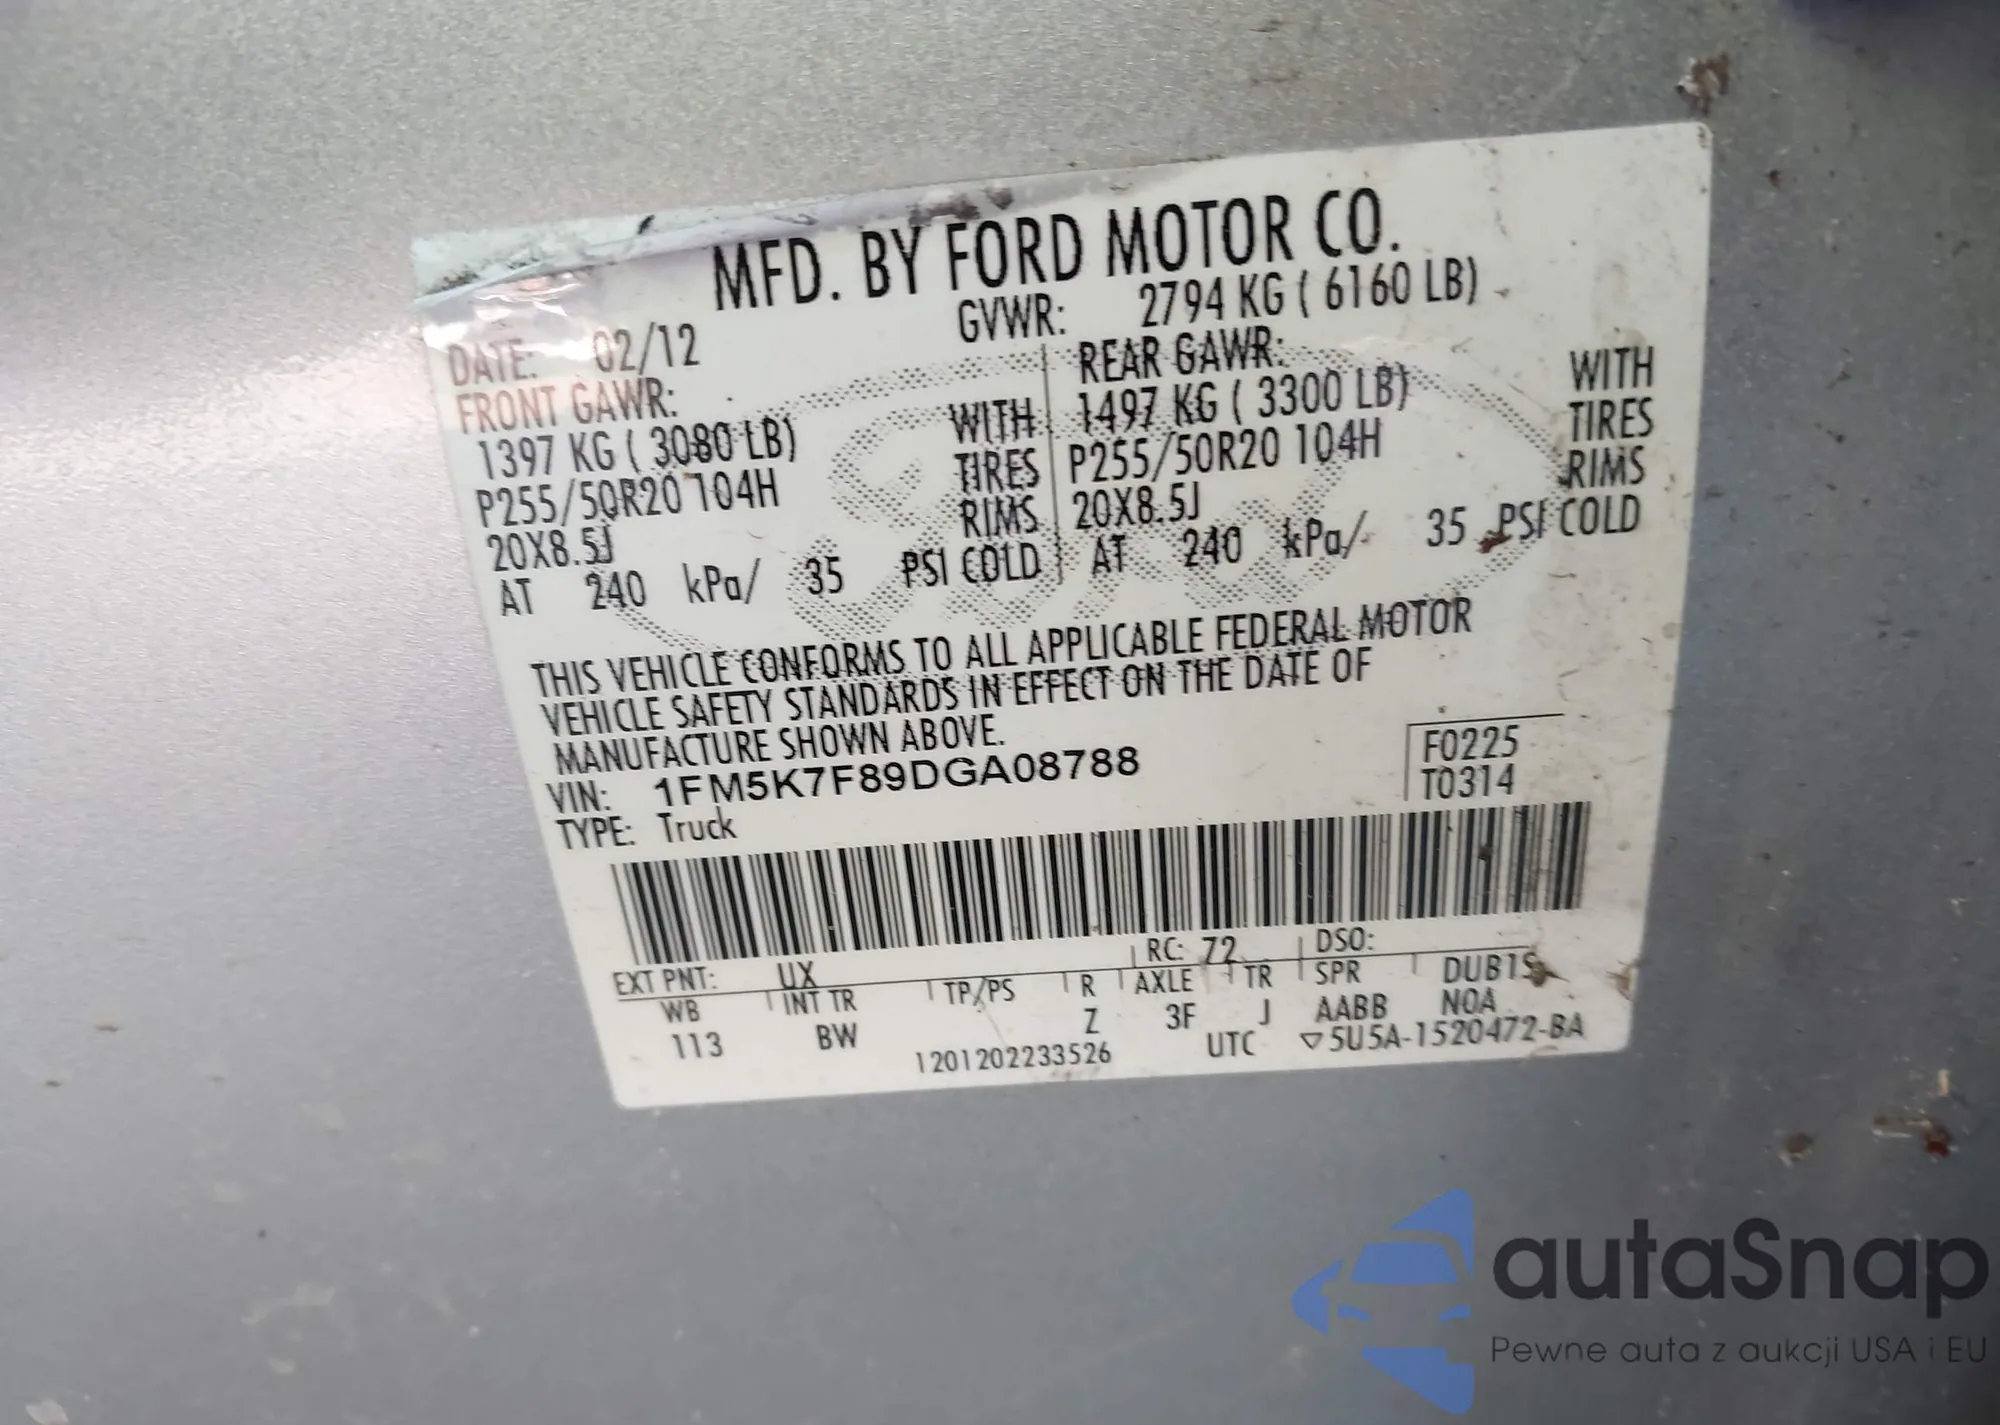 MFD. BY FORD MOTOR CO.
DATE: 02/12 GVWR: 2794 KG ( 6160 LB)
FRONT GAWR: REAR GAWR:
1397 KG ( 3080 LB) WITH 1497 KG ( 3300 LB) WITH
P255/50R20 104H TIRES P255/50R20 104H TIRES
20X8.5J RIMS 20X8.5J RIMS
AT 240 kPa/ 35 PSI COLD AT 240 kPa/ 35 PSI COLD
THIS VEHICLE CONFORMS TO ALL APPLICABLE FEDERAL MOTOR
VEHICLE SAFETY STANDARDS IN EFFECT ON THE DATE OF
MANUFACTURE SHOWN ABOVE.
VIN: 1FM5K7F89DGA08788 F0225
TYPE: Truck T0314
EXT PNT: UX RC: 72 DSO:
WB INT TR TP/PS R AXLE TR SPR DUB1S
113 BW Z 3F J AABB NOA
1201202233526 UTC ▽5U5A-1520472-BA
autaSnap
Pewne auta z aukcji USA i EU